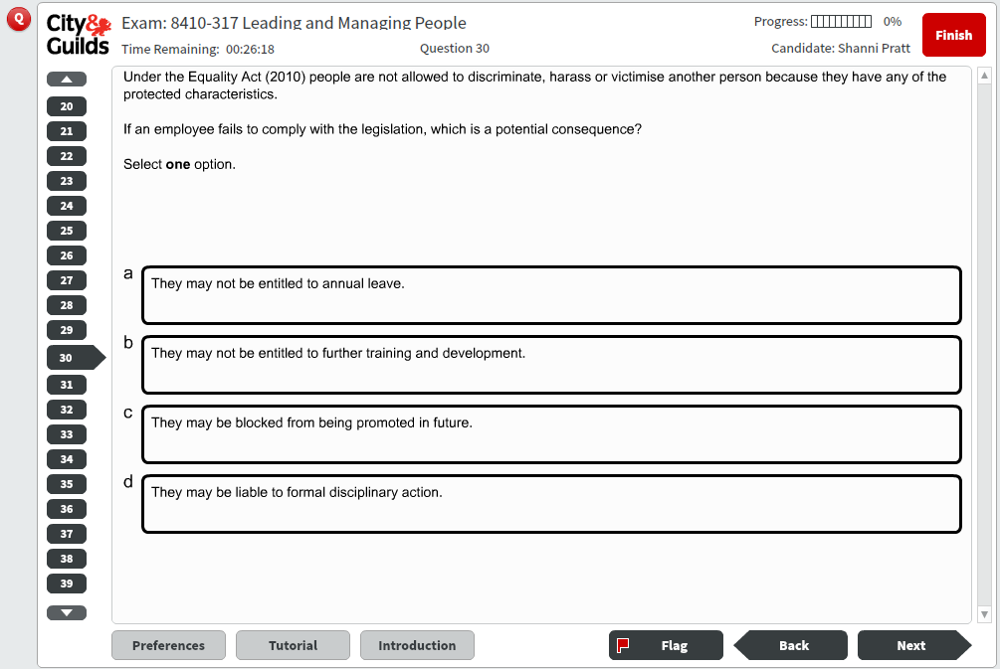 Q
City& Guilds
Exam: 8410-317 Leading and Managing People
Progress: 0%
Finish
Time Remaining: 00:26:18
Question 30
Candidate: Shanni Pratt
20
21
22
23
24
25
26
27
28
29
30
31
32
33
34
35
36
37
38
39
Under the Equality Act (2010) people are not allowed to discriminate, harass or victimise another person because they have any of the
protected characteristics.
If an employee fails to comply with the legislation, which is a potential consequence?
Select one option.
a
They may not be entitled to annual leave.
b
They may not be entitled to further training and development.
c
They may be blocked from being promoted in future.
d
They may be liable to formal disciplinary action.
Preferences
Tutorial
Introduction
Flag
Back
Next